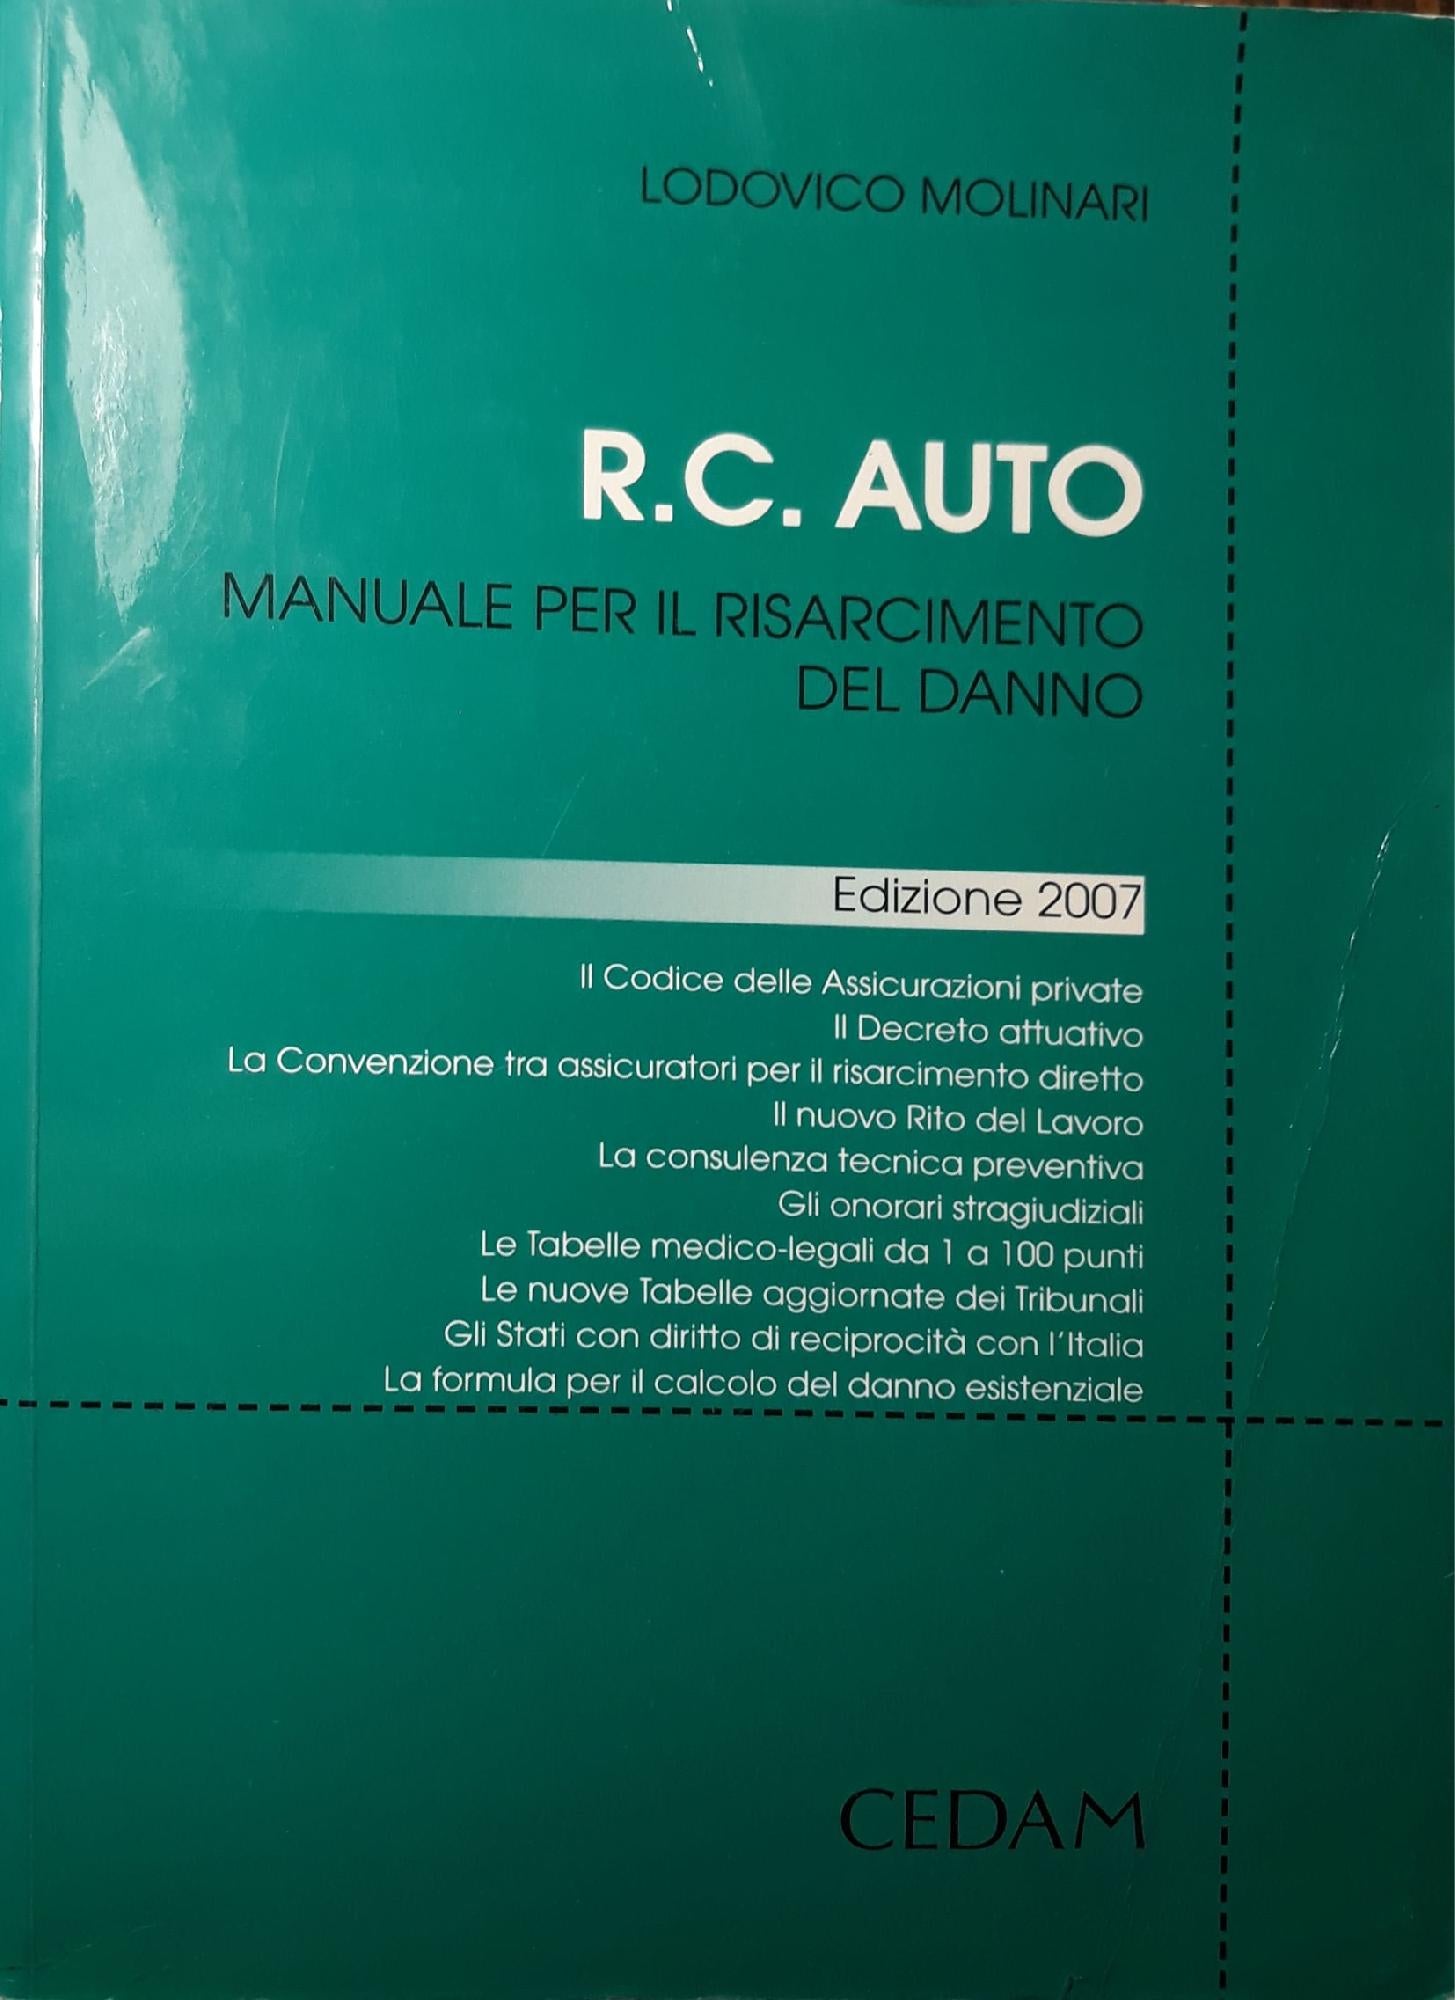 LODOVICO MOLINARI
R.C. AUTO
MANUALE PER IL RISARCIMENTO
DEL DANNO
Edizione 2007
Il Codice delle Assicurazioni private
Il Decreto attuativo
La Convenzione tra assicuratori per il risarcimento diretto
Il nuovo Rito del Lavoro
La consulenza tecnica preventiva
Gli onorari stragiudiziali
Le Tabelle medico-legali da 1 a 100 punti
Le nuove Tabelle aggiornate dei Tribunali
Gli Stati con diritto di reciprocità con l'Italia
La formula per il calcolo del danno esistenziale
CEDAM